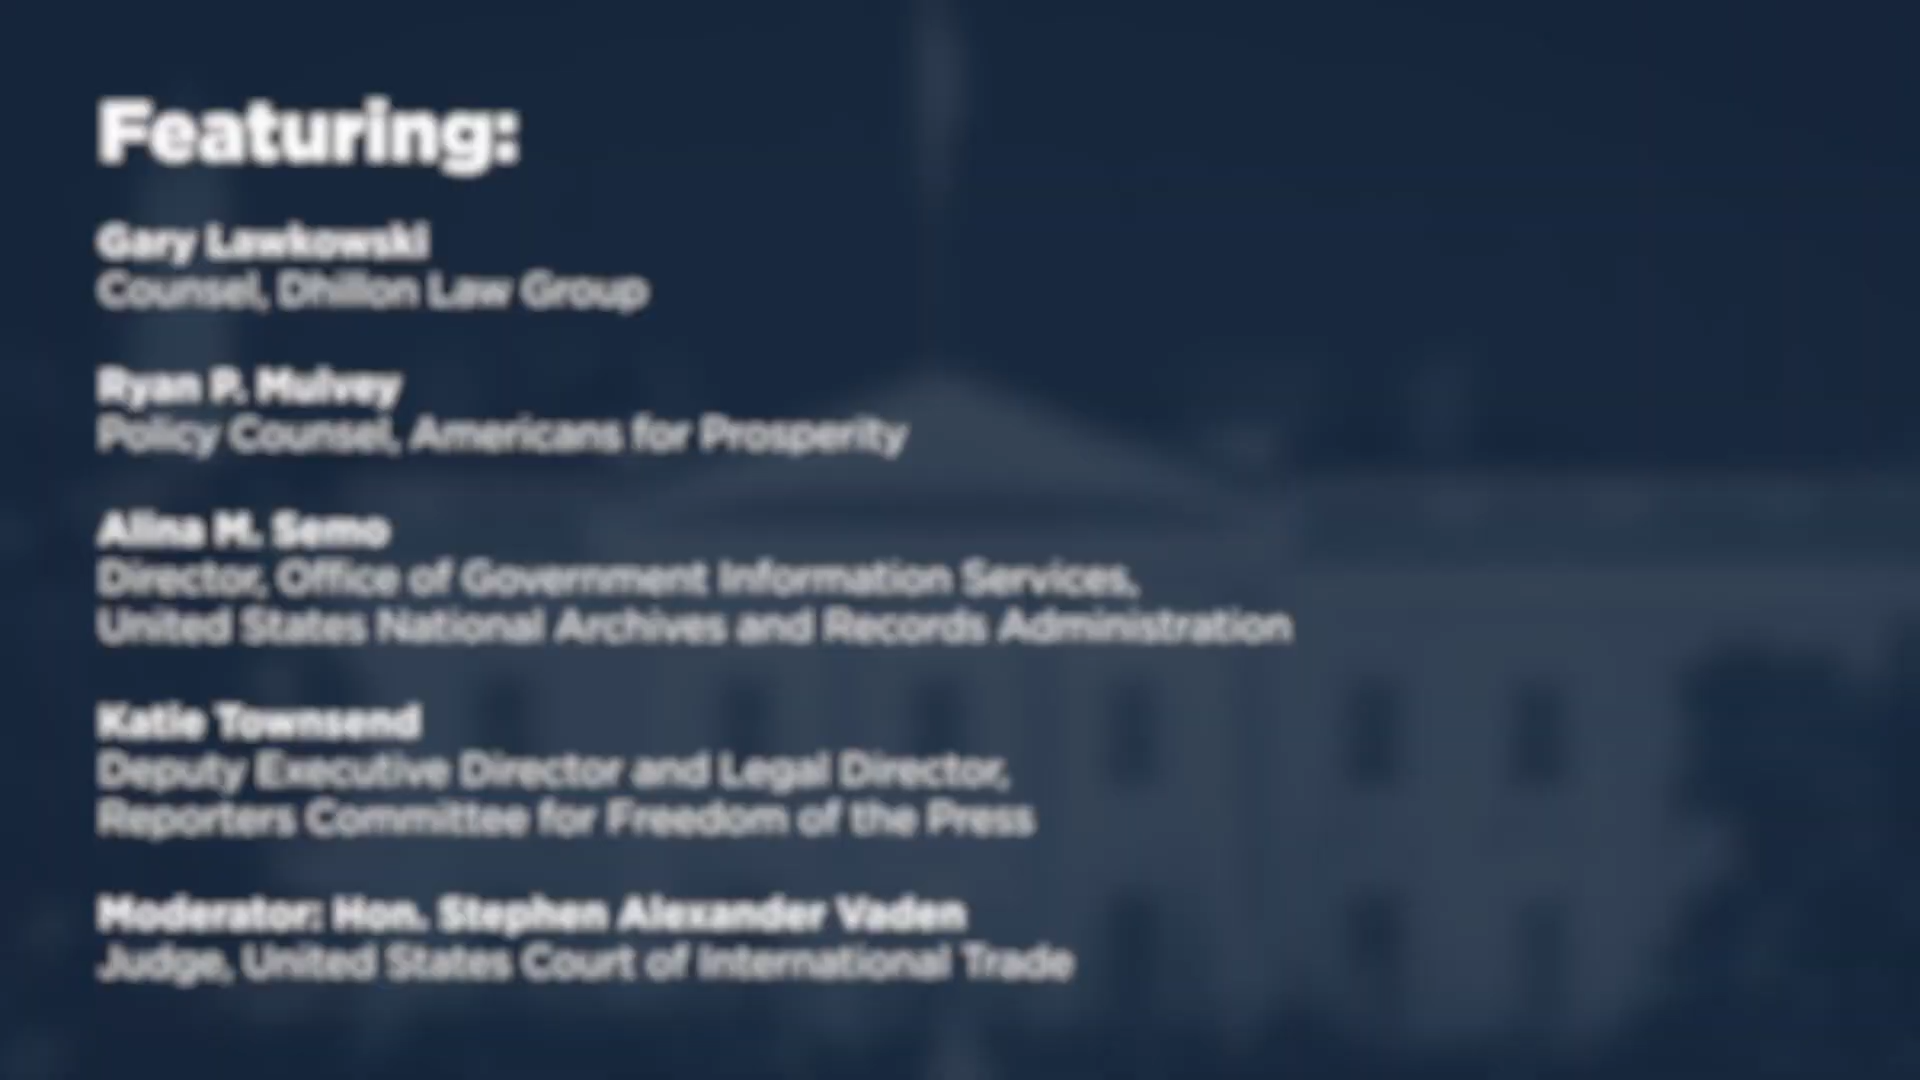 Featuring:
Gary Lawkowski
Counsel, Dhillon Law Group
Ryan P. Mulvey
Policy Counsel, Americans for Prosperity
Alina M. Semo
Director, Office of Government Information Services,
United States National Archives and Records Administration
Katie Townsend
Deputy Executive Director and Legal Director,
Reporters Committee for Freedom of the Press
Moderator: Hon. Stephen Alexander Vaden
Judge, United States Court of International Trade